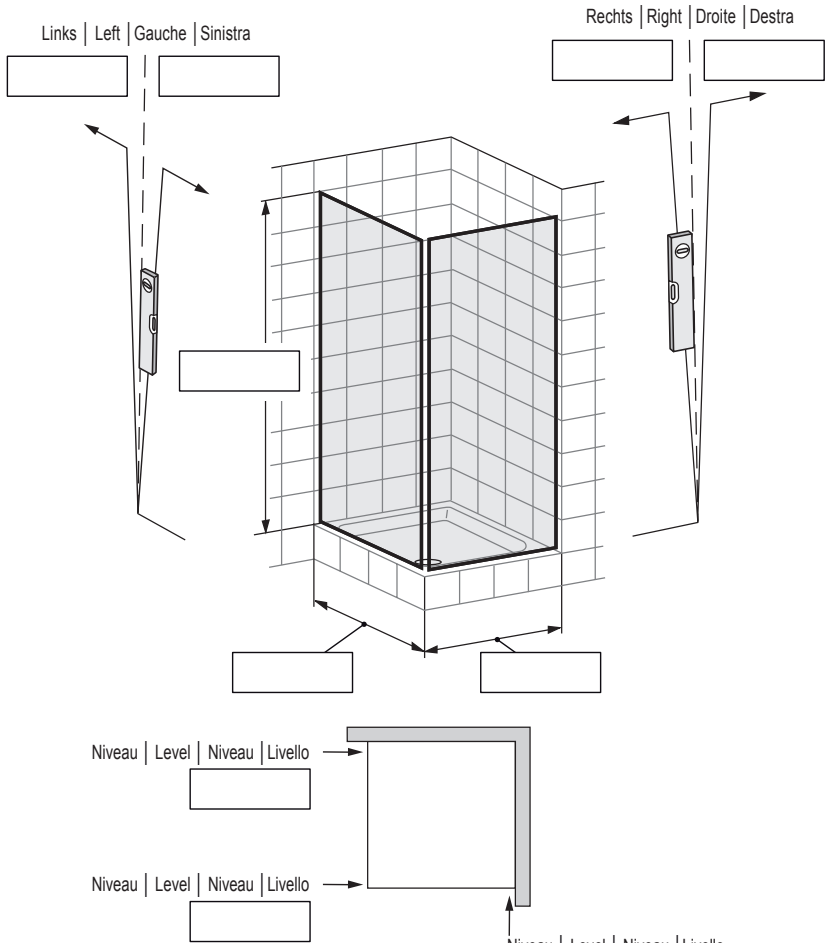 Links | Left | Gauche | Sinistra
Rechts | Right | Droite | Destra
Niveau | Level | Niveau | Livello
Niveau | Level | Niveau | Livello
Niveau | Level | Niveau | Livello